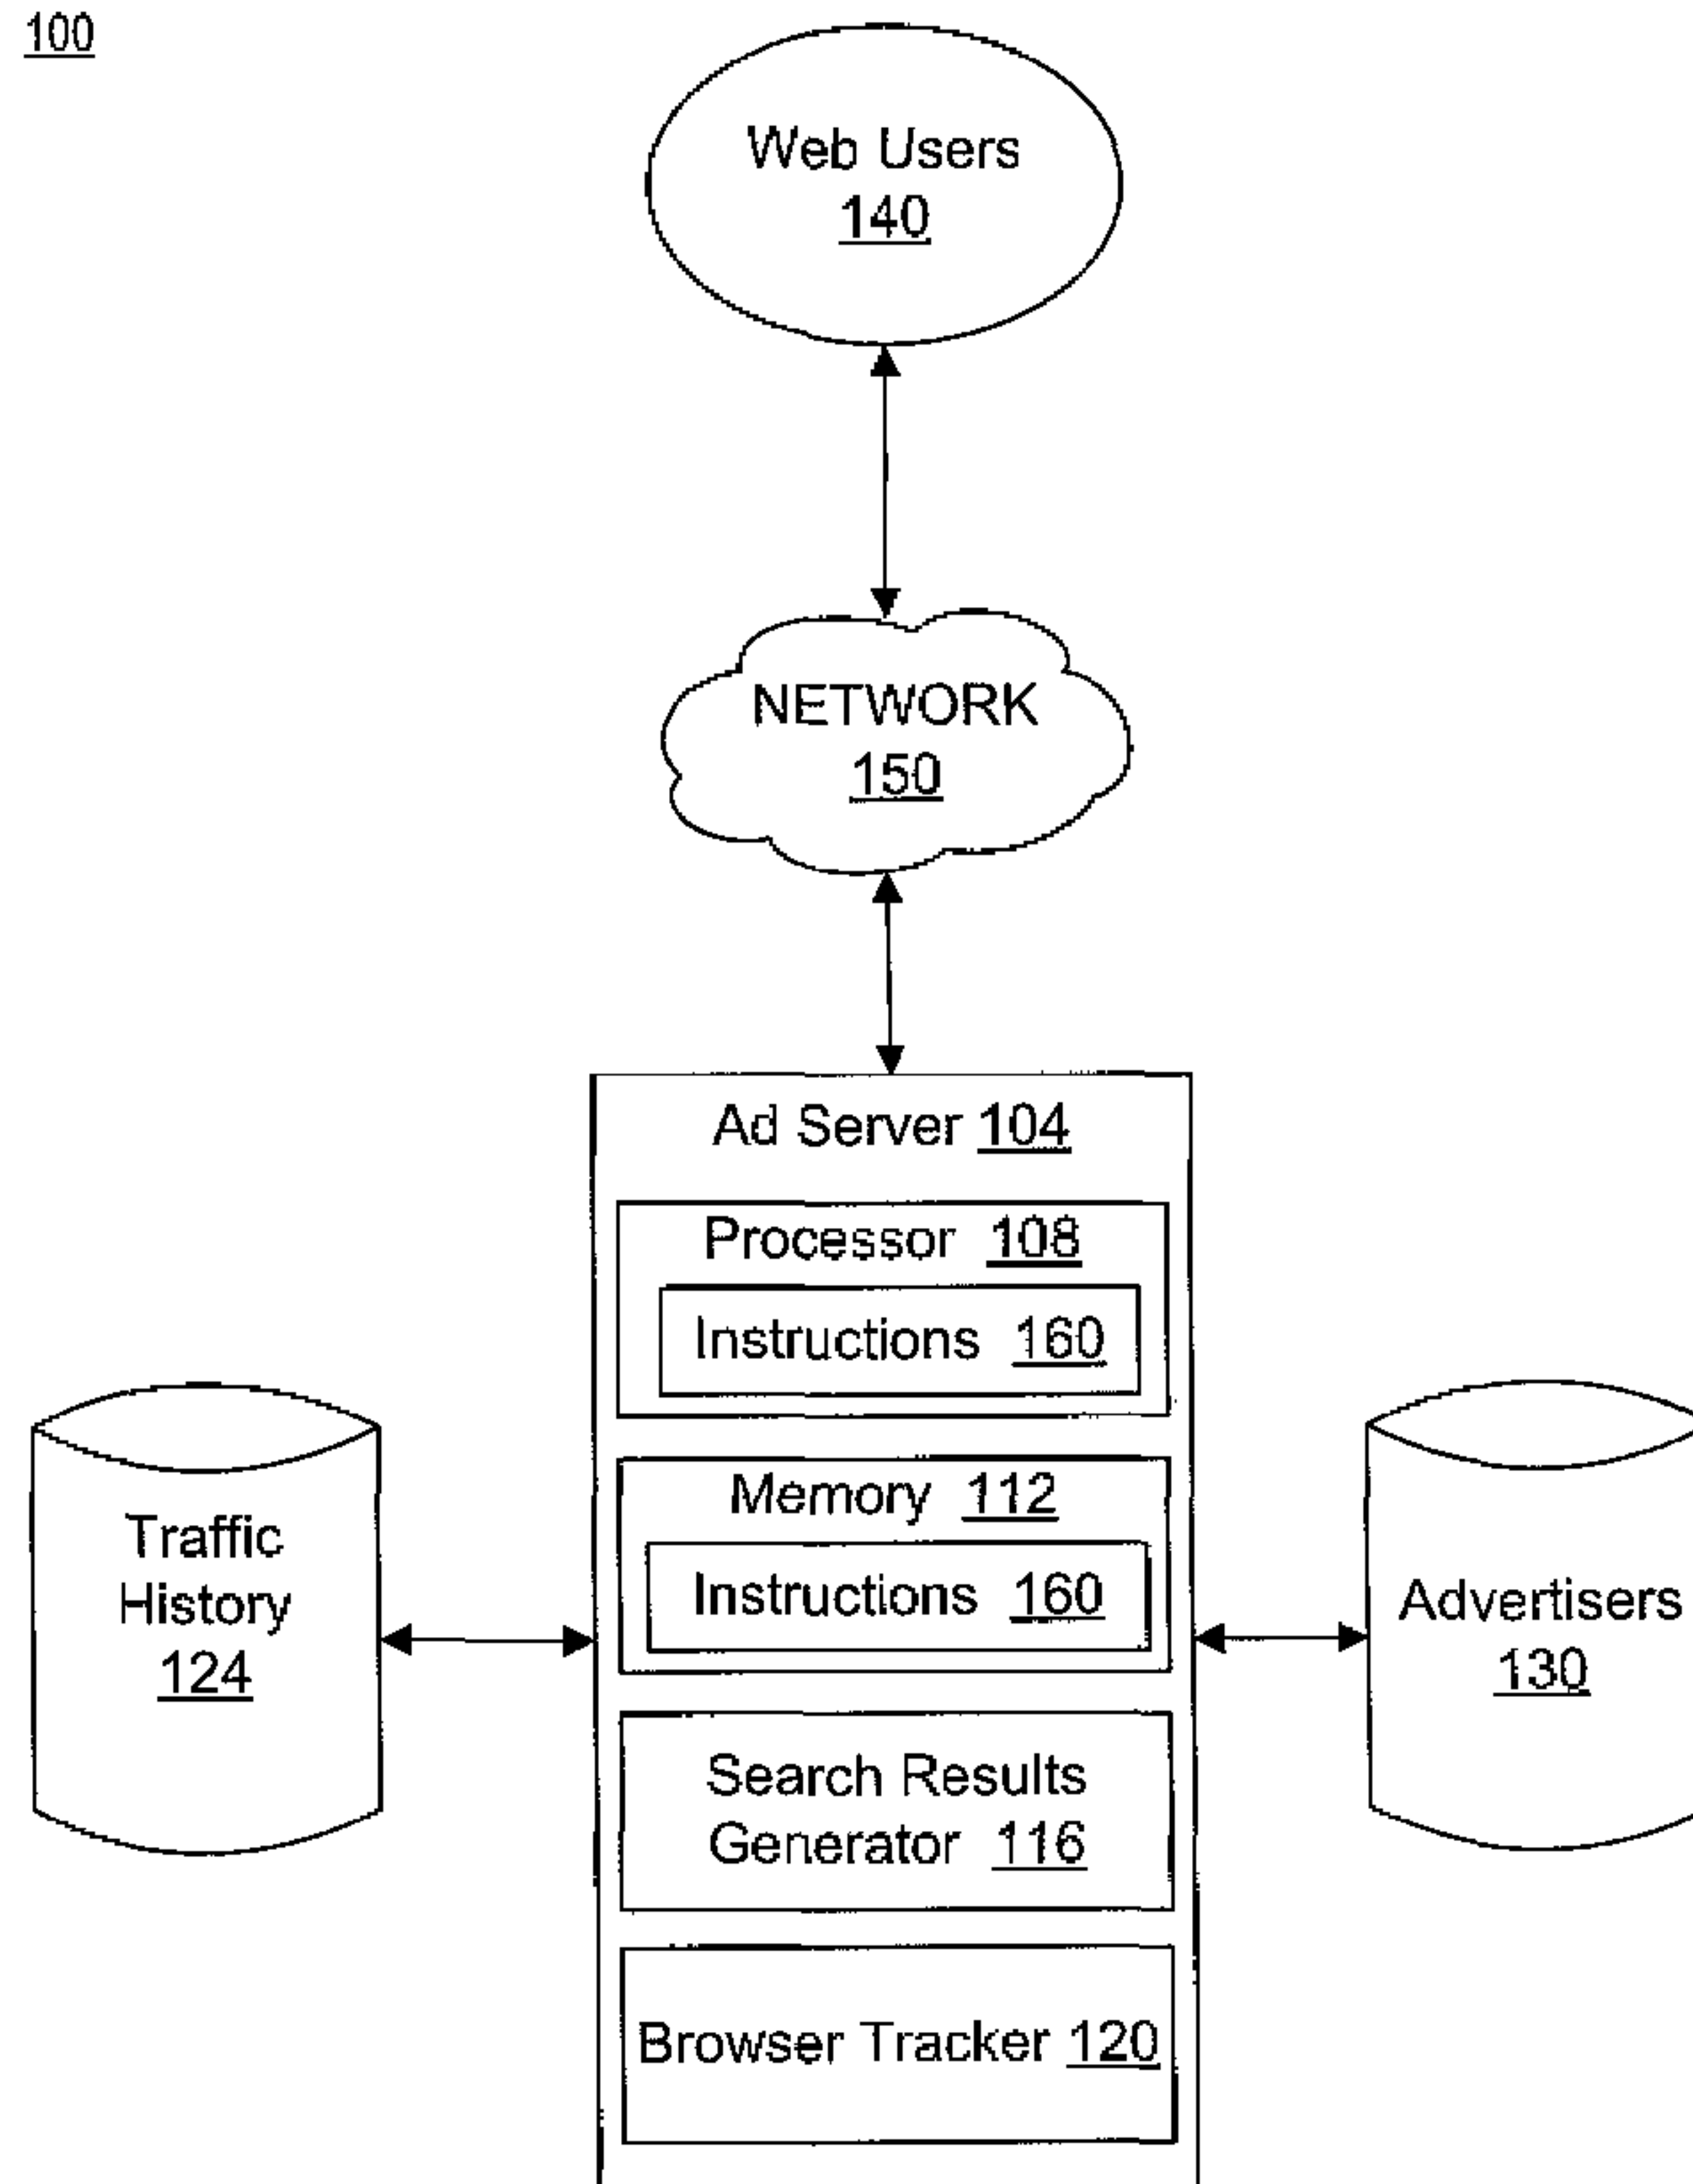 100
Web Users
140
NETWORK
150
Ad Server 104
Processor 108
Instructions 160
Memory 112
Instructions 160
Traffic
History
124
Advertisers
130
Search Results
Generator 116
Browser Tracker 120